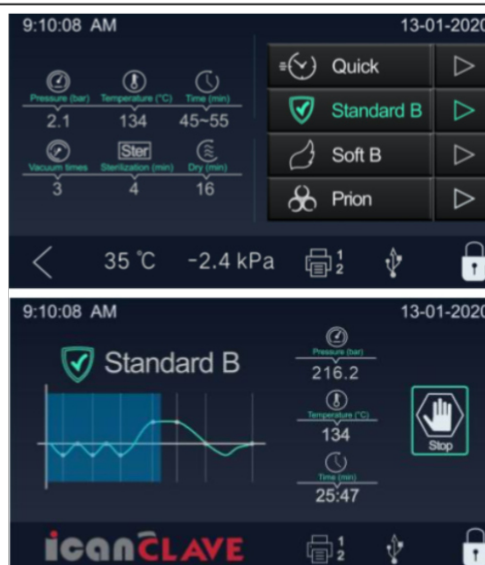 9:10:08 AM 13-01-2020
Quick
Pressure (bar) Temperature (°C) Time (min)
2.1 134 45~55
Standard B
Ster
Vacuum times Sterilization (min) Dry (min)
3 4 16
Soft B
Prion
35 °C -2.4 kPa 1 2
9:10:08 AM 13-01-2020
Standard B
Pressure (bar)
216.2
Temperature (°C)
134
Time (min)
25:47
Stop
icanCLAVE 1 2